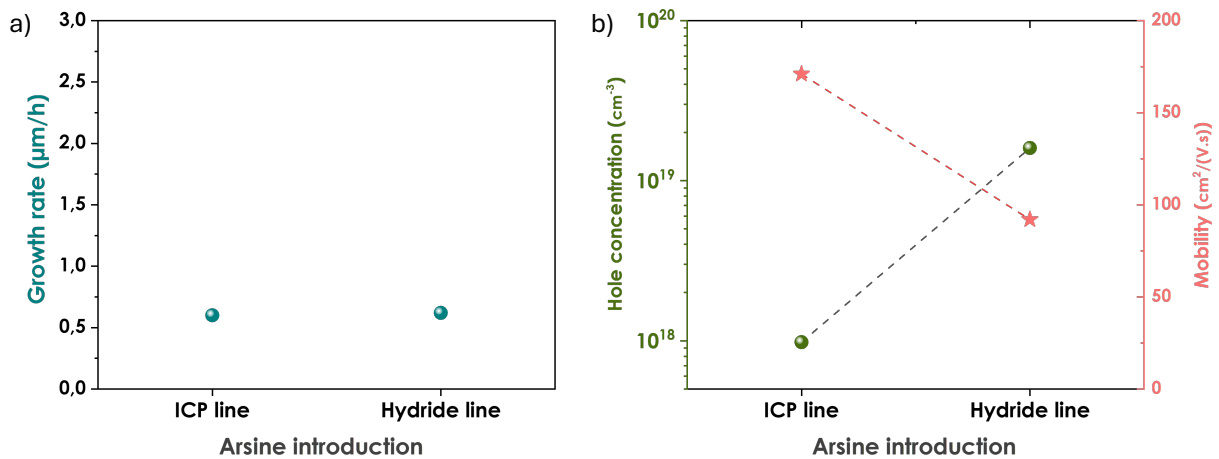 a)
Growth rate (µm/h)
3,0
2,5
2,0
1,5
1,0
0,5
0,0
ICP line
Hydride line
Arsine introduction
b)
Hole concentration (cm⁻³)
10²⁰
10¹⁹
10¹⁸
200
150
100
50
0
Mobility (cm²/(V.s))
ICP line
Hydride line
Arsine introduction